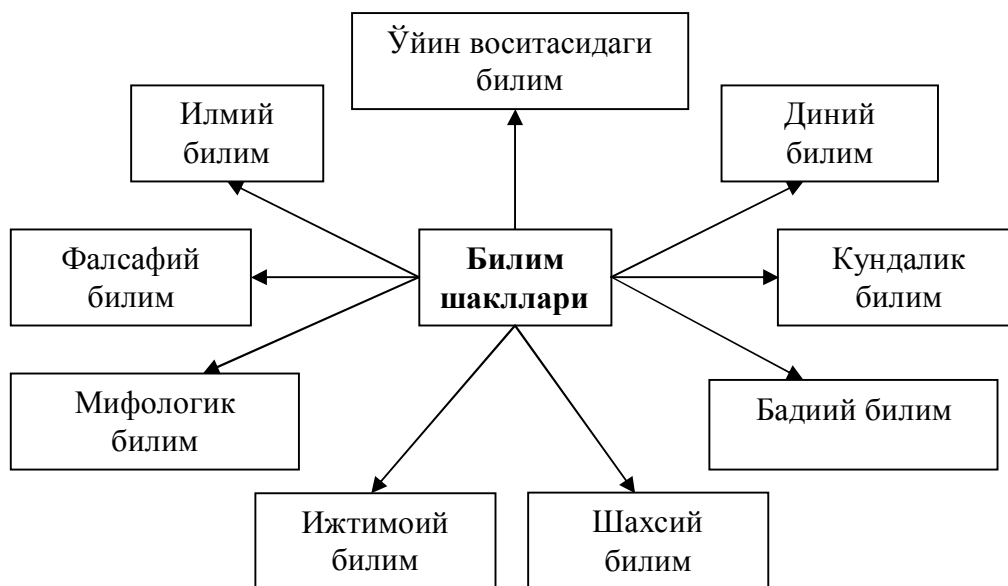 Ўйин воситасидаги
билим
Илмий
билим
Диний
билим
Фалсафий
билим
Билим
шакллари
Кундалик
билим
Мифологик
билим
Бадиий билим
Ижтимоий
билим
Шахсий
билим